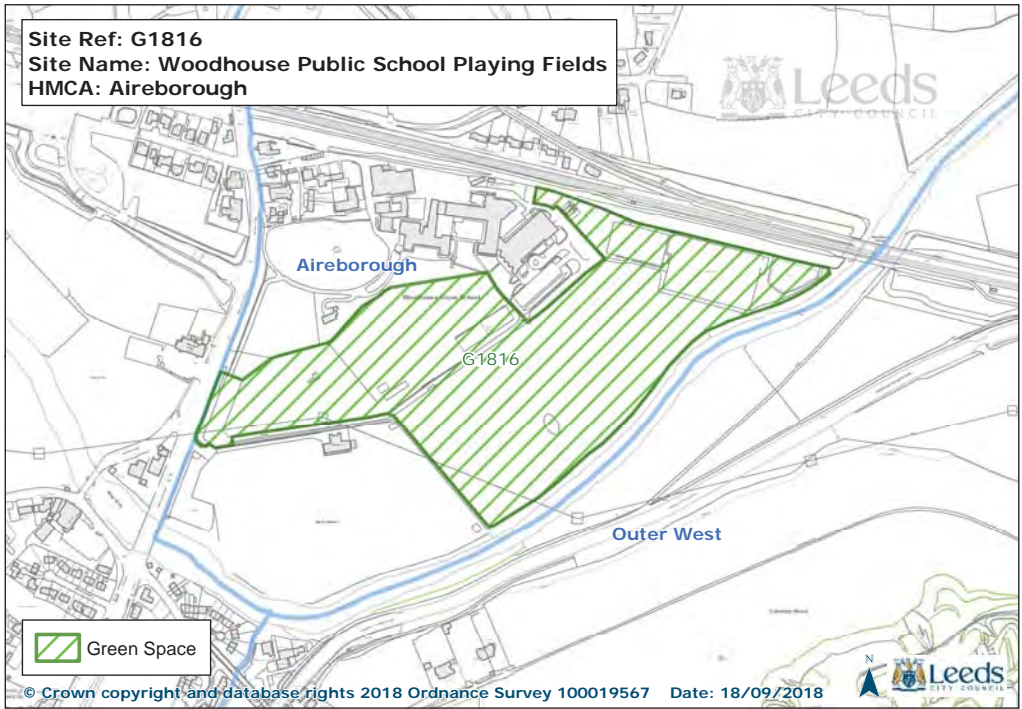 Site Ref: G1816
Site Name: Woodhouse Public School Playing Fields
HMCA: Aireborough
Leeds
CITY COUNCIL
Aireborough
G1816
Outer West
Green Space
N
Leeds
CITY COUNCIL
© Crown copyright and database rights 2018 Ordnance Survey 100019567 Date: 18/09/2018